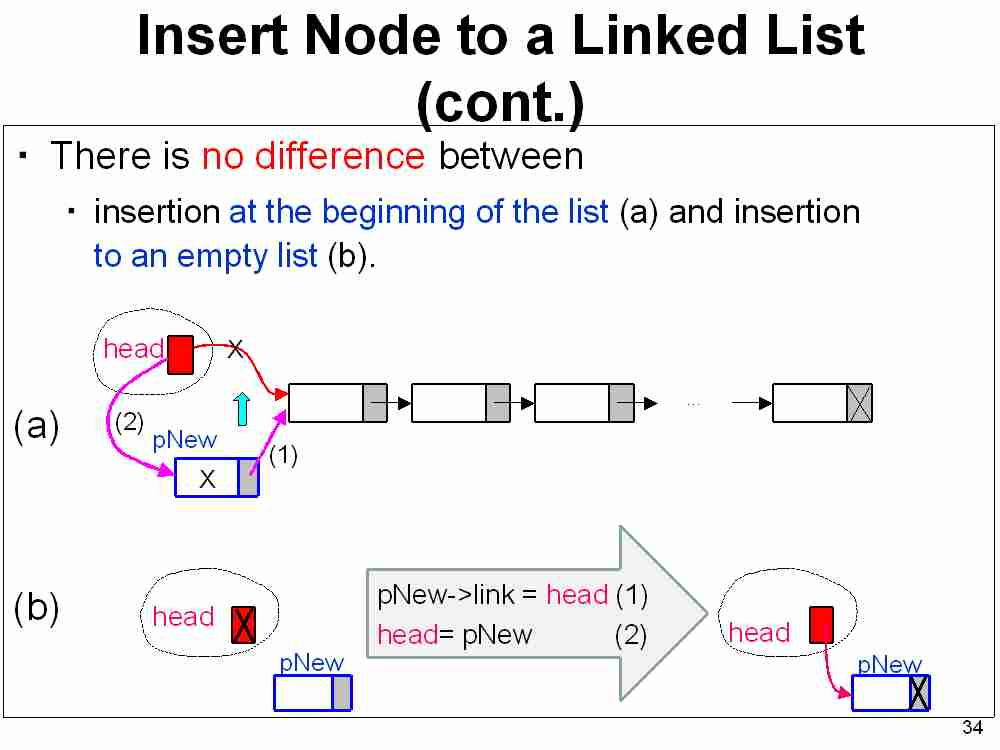 Insert Node to a Linked List
(cont.)
▪ There is no difference between
▪ insertion at the beginning of the list (a) and insertion
to an empty list (b).
head
X
(a)
(2)
pNew
(1)
X
...
(b)
head
pNew
pNew->link = head (1)
head= pNew (2)
head
pNew
34